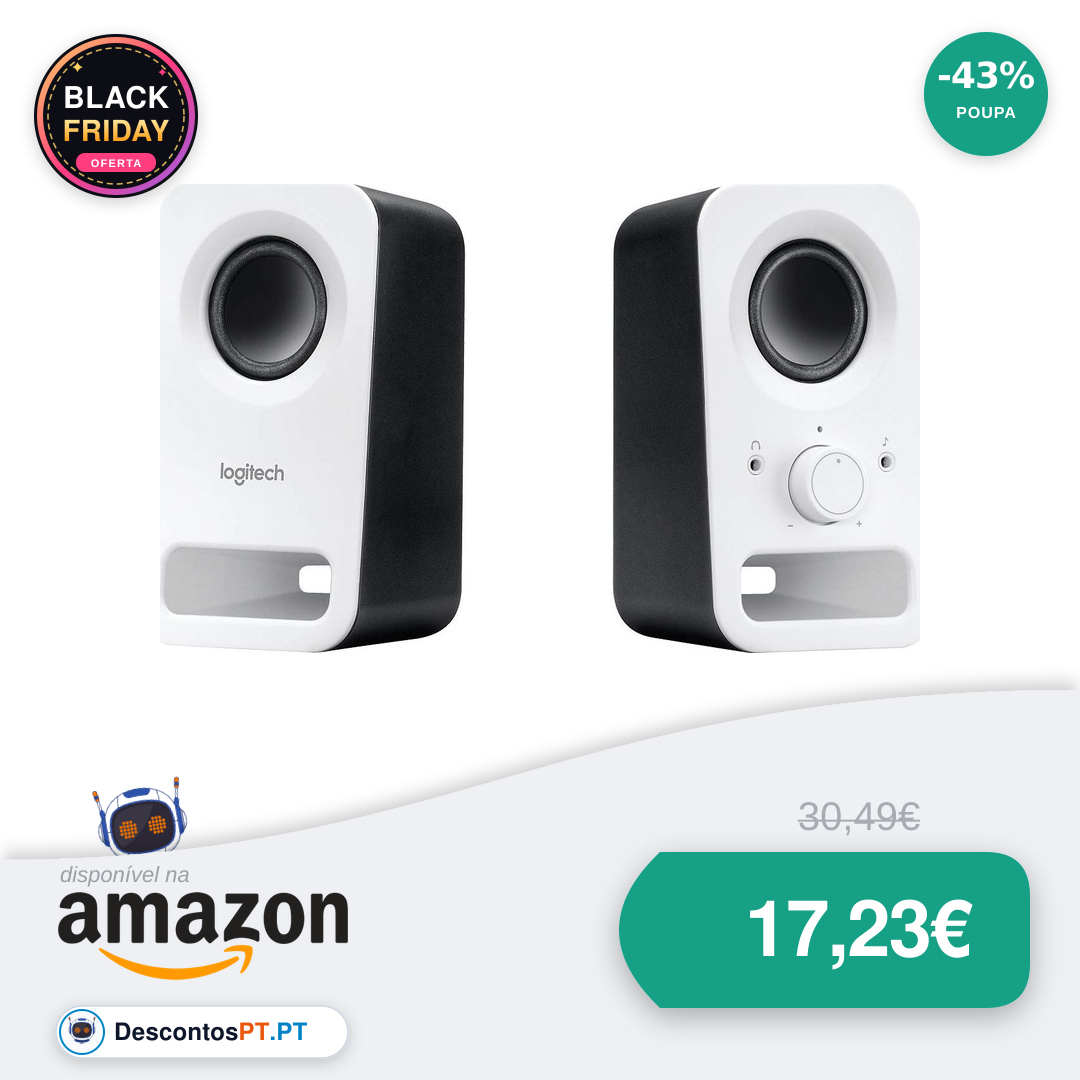 BLACK
FRIDAY
OFERTA
-43%
POUPA
logitech
- +
30,49€
17,23€
disponível na
amazon
DescontosPT.PT